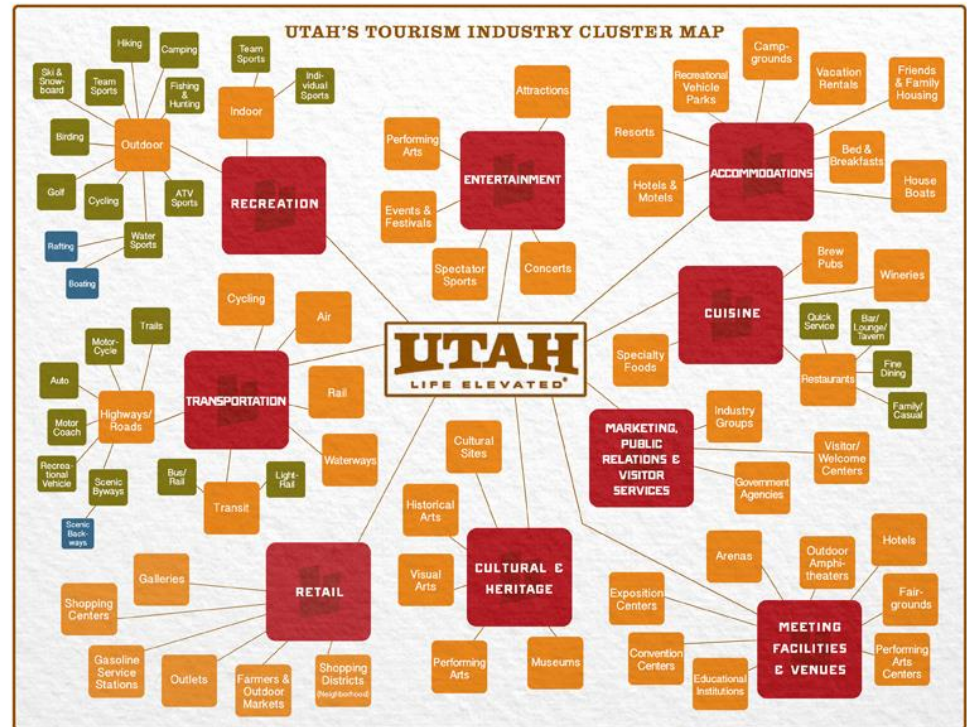 UTAH'S TOURISM INDUSTRY CLUSTER MAP
Hiking
Camping
Ski &
Snow-
board
Team
Sports
Fishing
&
Hunting
Birding
Outdoor
Golf
Cycling
ATV
Sports
Water
Sports
Rafting
Boating
Team
Sports
Indi-
vidual
Sports
Indoor
RECREATION
Attractions
Performing
Arts
ENTERTAINMENT
Events &
Festivals
Spectator
Sports
Concerts
Camp-
grounds
Recreational
Vehicle
Parks
Vacation
Rentals
Friends
& Family
Housing
Resorts
ACCOMMODATIONS
Bed &
Breakfasts
Hotels &
Motels
House
Boats
CUISINE
Brew
Pubs
Wineries
Specialty
Foods
Quick
Service
Bar/
Lounge/
Tavern
Restaurants
Fine
Dining
Family/
Casual
UTAH
LIFE ELEVATED®
Cycling
Air
Trails
Motor-
Cycle
Auto
Highways/
Roads
TRANSPORTATION
Rail
Motor
Coach
Waterways
Recrea-
tional
Vehicle
Scenic
Byways
Scenic
Back-
ways
Bus/
Rail
Light-
Rail
Transit
MARKETING,
PUBLIC
RELATIONS &
VISITOR
SERVICES
Industry
Groups
Visitor/
Welcome
Centers
Government
Agencies
Cultural
Sites
Historical
Arts
Visual
Arts
CULTURAL &
HERITAGE
Performing
Arts
Museums
Galleries
RETAIL
Shopping
Centers
Gasoline
Service
Stations
Outlets
Farmers &
Outdoor
Markets
Shopping
Districts
(Neighborhood)
Arenas
Outdoor
Amphi-
theaters
Hotels
Exposition
Centers
Fair-
grounds
MEETING
FACILITIES
& VENUES
Convention
Centers
Performing
Arts
Centers
Educational
Institutions